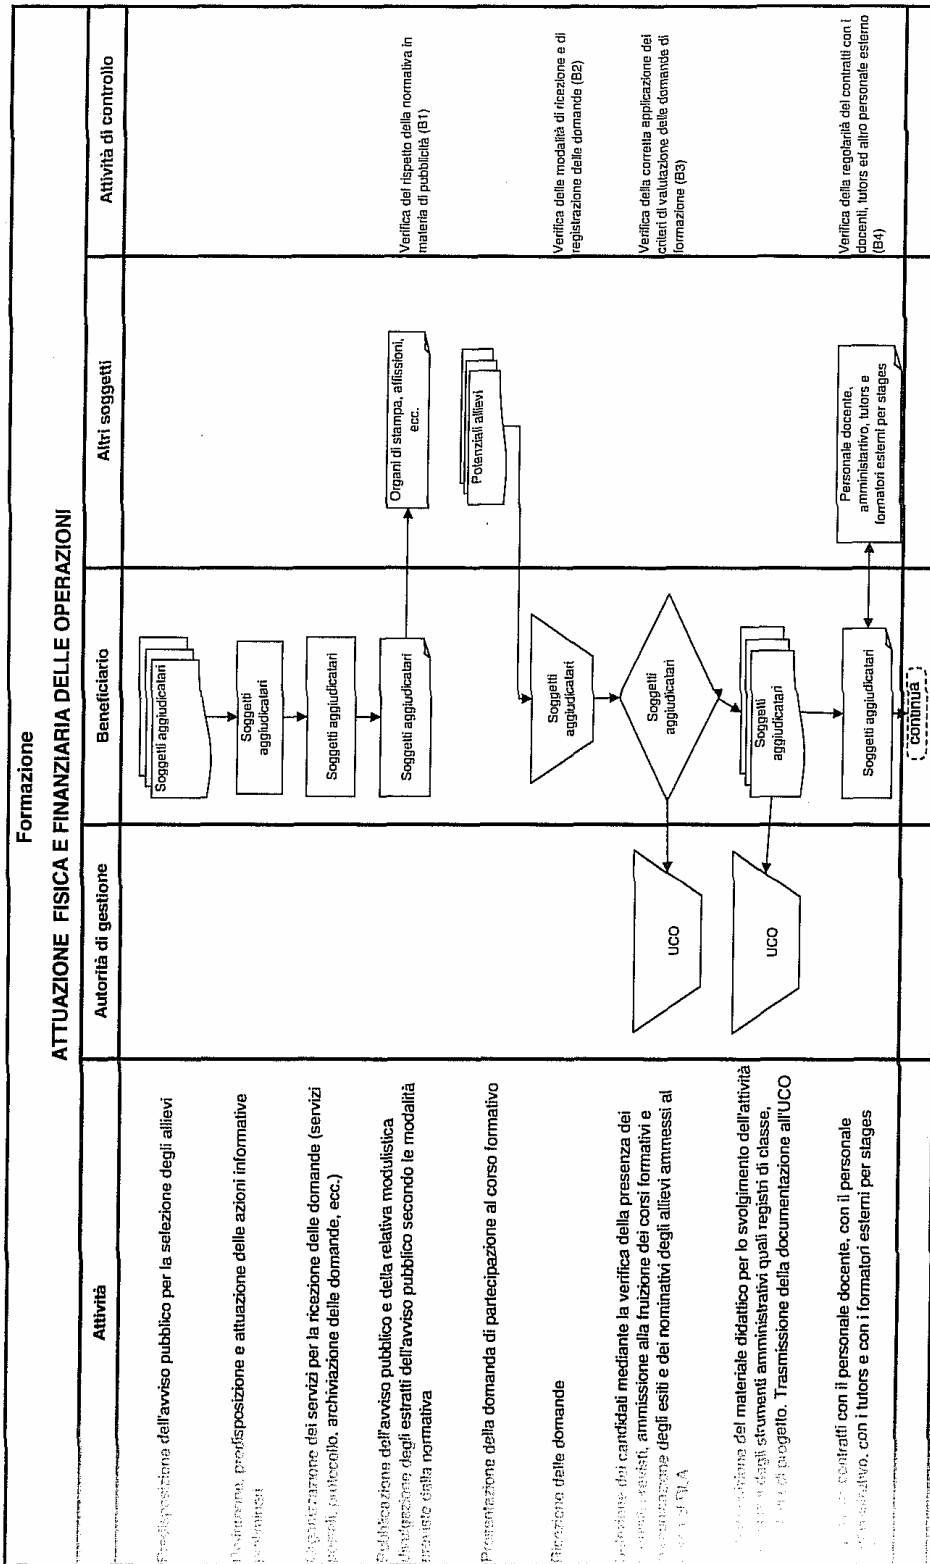 Formazione
ATTUAZIONE FISICA E FINANZIARIA DELLE OPERAZIONI
Attività
Autorità di gestione
Beneficiario
Altri soggetti
Attività di controllo
Predisposizione dell'avviso pubblico per la selezione degli allievi
Soggetti aggiudicatari
predisposizione e attuazione delle azioni informative
Soggetti
aggiudicatari
Organizzazione dei servizi per la ricezione delle domande (servizi
protocollo, archiviazione delle domande, ecc.)
Soggetti aggiudicatari
Pubblicazione dell'avviso pubblico e della relativa modulistica
divulgazione degli estratti dell'avviso pubblico secondo le modalità
previste dalla normativa
Soggetti aggiudicatari
Organi di stampa, affissioni,
ecc.
Verifica del rispetto della normativa in
materia di pubblicità (B1)
Presentazione della domanda di partecipazione al corso formativo
Potenziali allievi
Ricezione delle domande
Soggetti
aggiudicatari
Verifica delle modalità di ricezione e di
registrazione delle domande (B2)
dei candidati mediante la verifica della presenza dei
ammissione alla fruizione dei corsi formativi e
degli esiti e dei nominativi degli allievi ammessi al
UCO
Soggetti
aggiudicatari
Verifica della corretta applicazione dei
criteri di valutazione delle domande di
formazione (B3)
del materiale didattico per lo svolgimento dell'attività
degli strumenti amministrativi quali registri di classe,
di progetto. Trasmissione della documentazione all'UCO
UCO
Soggetti
aggiudicatari
contratti con il personale docente, con il personale
con i tutors e con i formatori esterni per stages
Soggetti aggiudicatari
Personale docente,
amministartivo, tutors e
formatori esterni per stages
Verifica della regolarità del contratti con i
docenti, tutors ed altro personale esterno
(B4)
continua